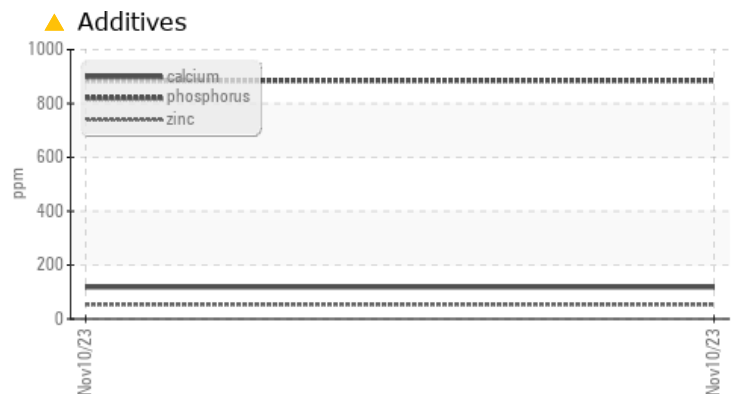 Additives
1000
calcium
phosphorus
800
zinc
600
ppm
400
200
0
Nov10/23
Nov10/23